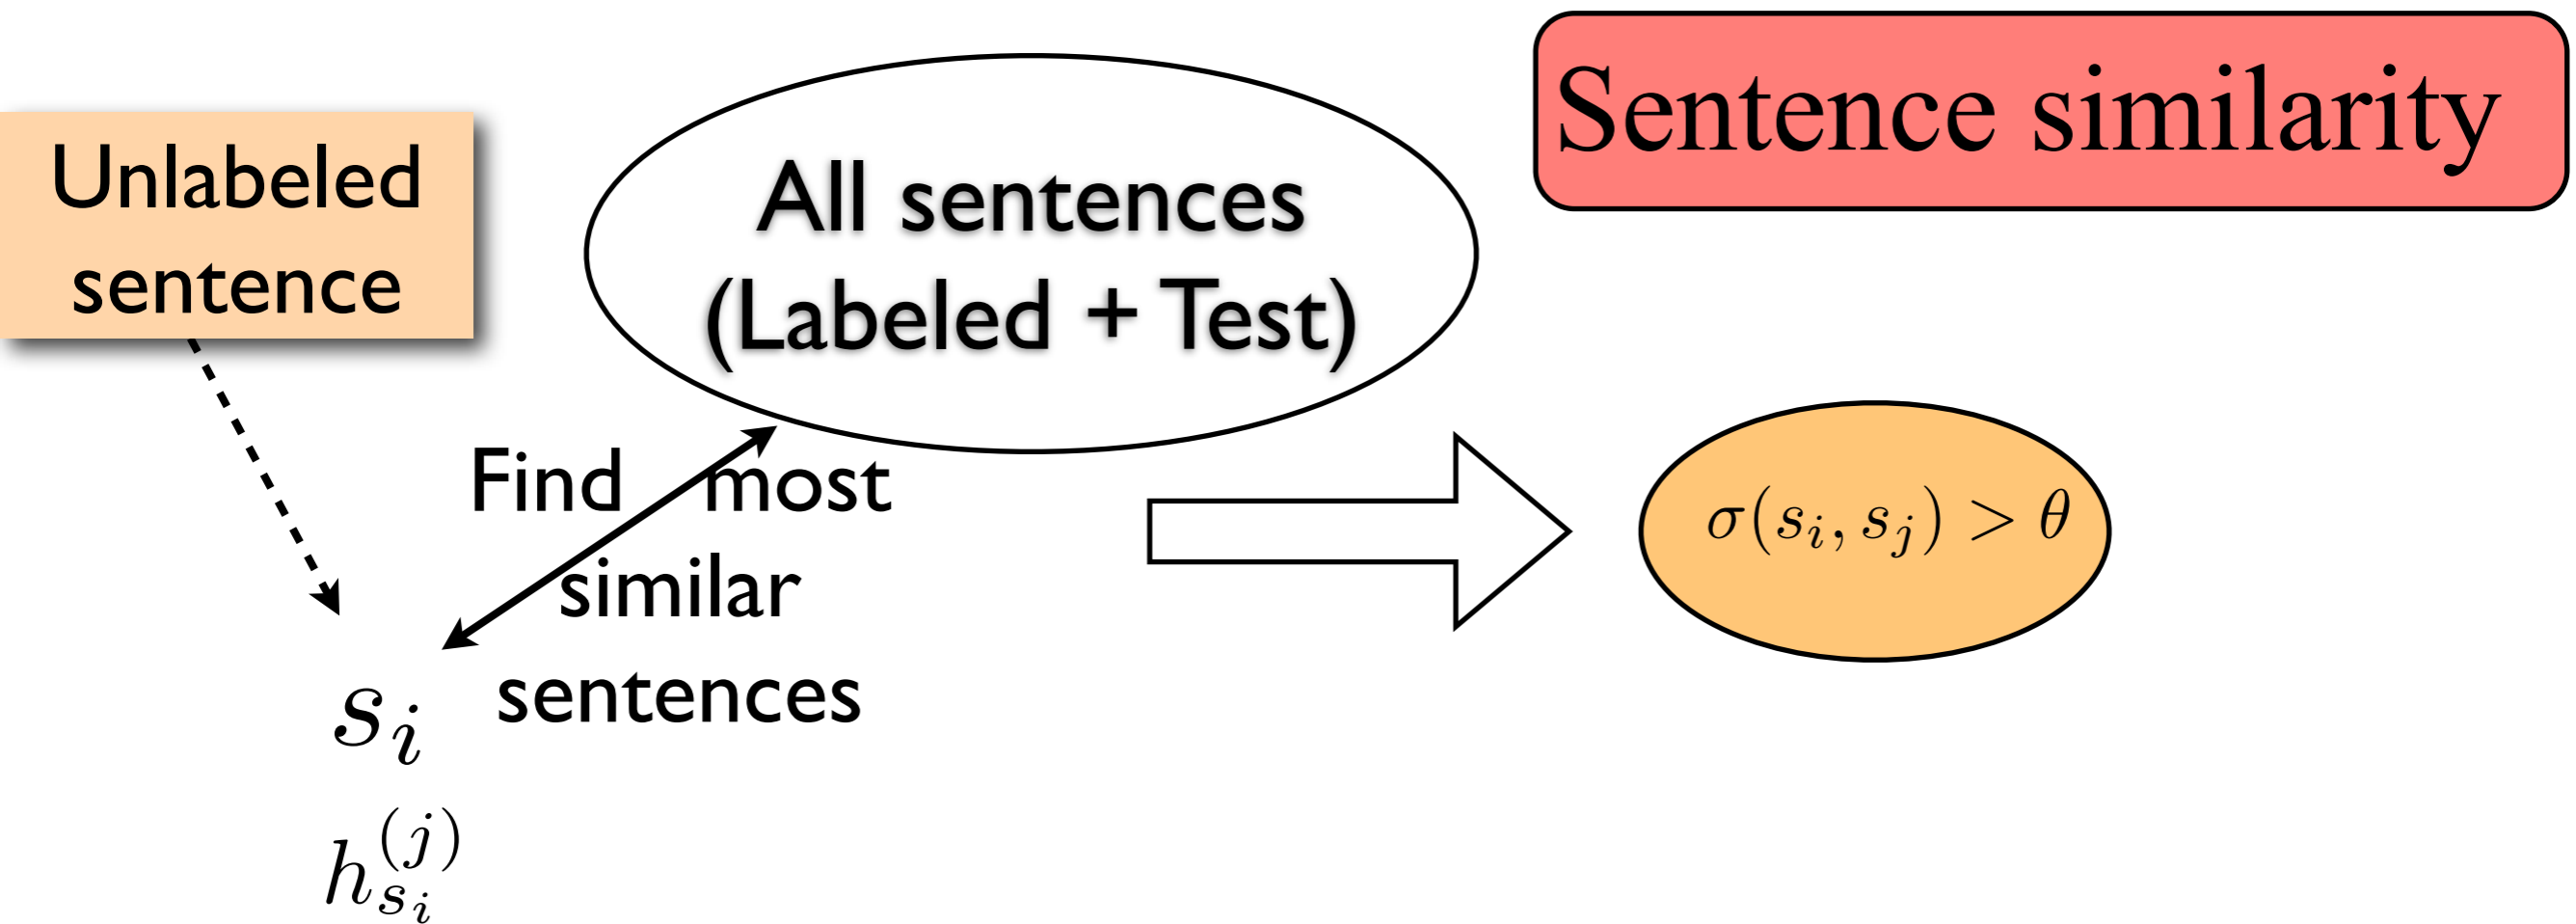 Sentence similarity
Unlabeled
sentence
All sentences
(Labeled + Test)
Find most
similar
sentences
σ(s_i, s_j) > θ
s_i
h_{s_i}^{(j)}